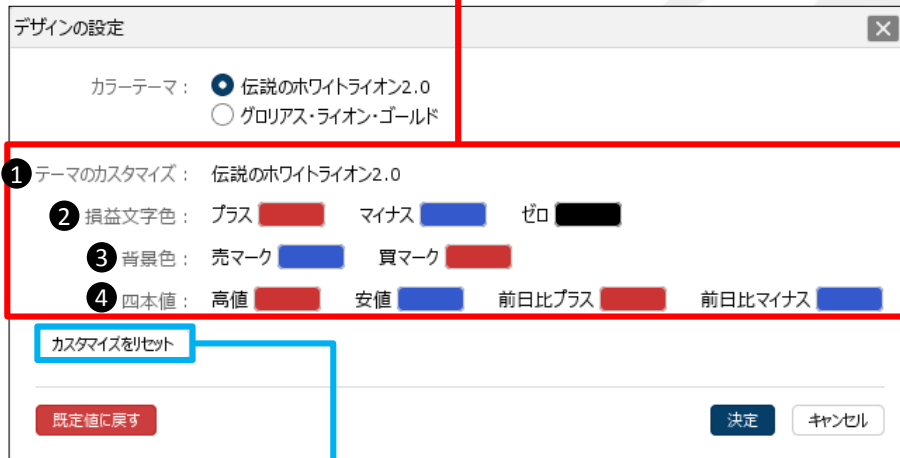 デザインの設定
カラーテーマ： 伝説のホワイトライオン2.0
グロリアス・ライオン・ゴールド
❶ テーマのカスタマイズ： 伝説のホワイトライオン2.0
❷ 損益文字色： プラス マイナス ゼロ
❸ 背景色： 売マーク 買マーク
❹ 四本値： 高値 安値 前日比プラス 前日比マイナス
カスタマイズをリセット
既定値に戻す 決定 キャンセル